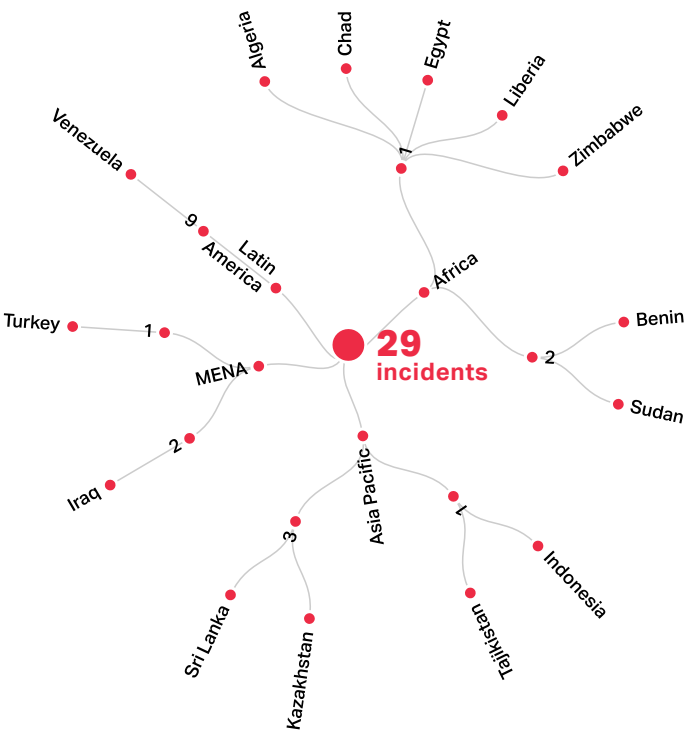 Algeria
Chad
Egypt
Liberia
Zimbabwe
1
Venezuela
9
Latin
America
Africa
Turkey
1
MENA
2
Iraq
29
incidents
Benin
2
Sudan
Asia Pacific
3
1
Sri Lanka
Kazakhstan
Tajikistan
Indonesia